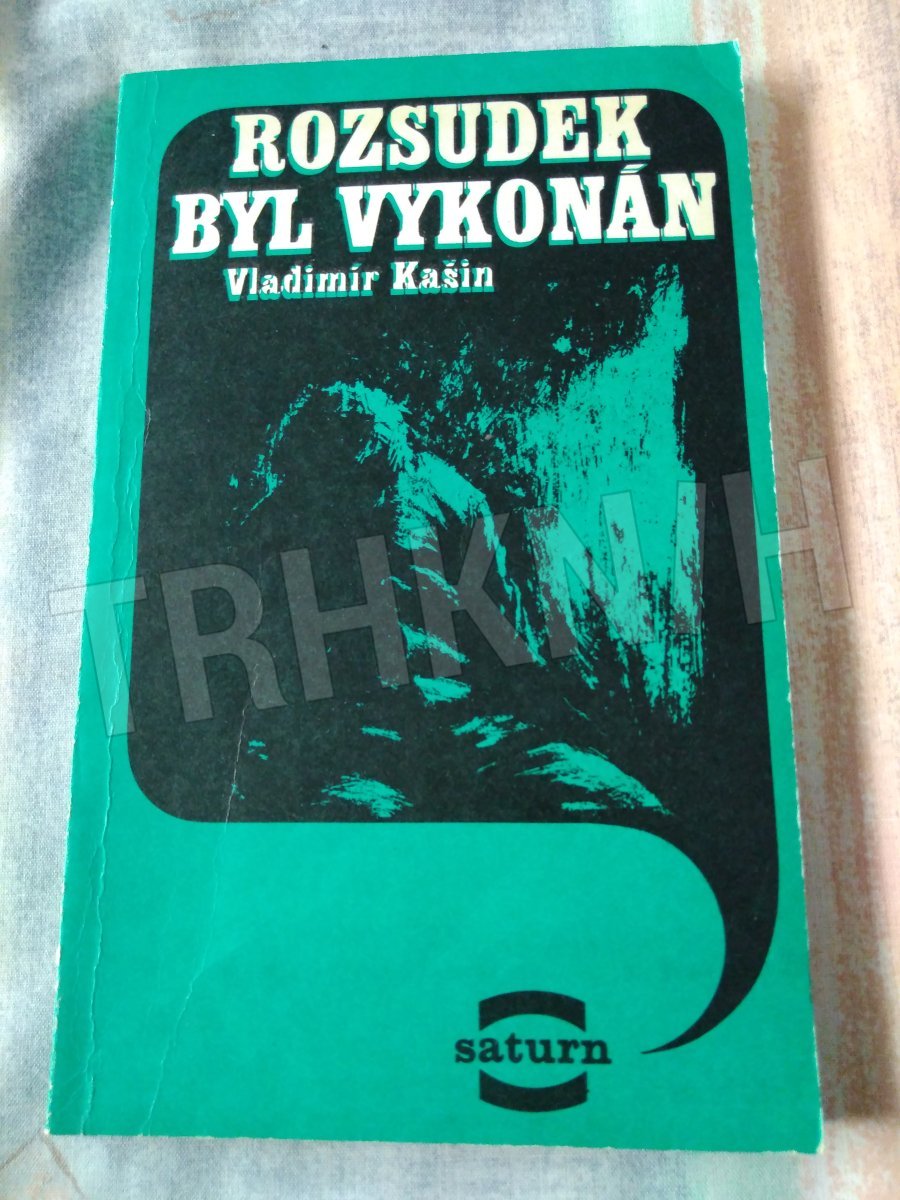 ROZSUDEK
BYL VYKONÁN
Vladimír Kašin
TRHKNIH
saturn